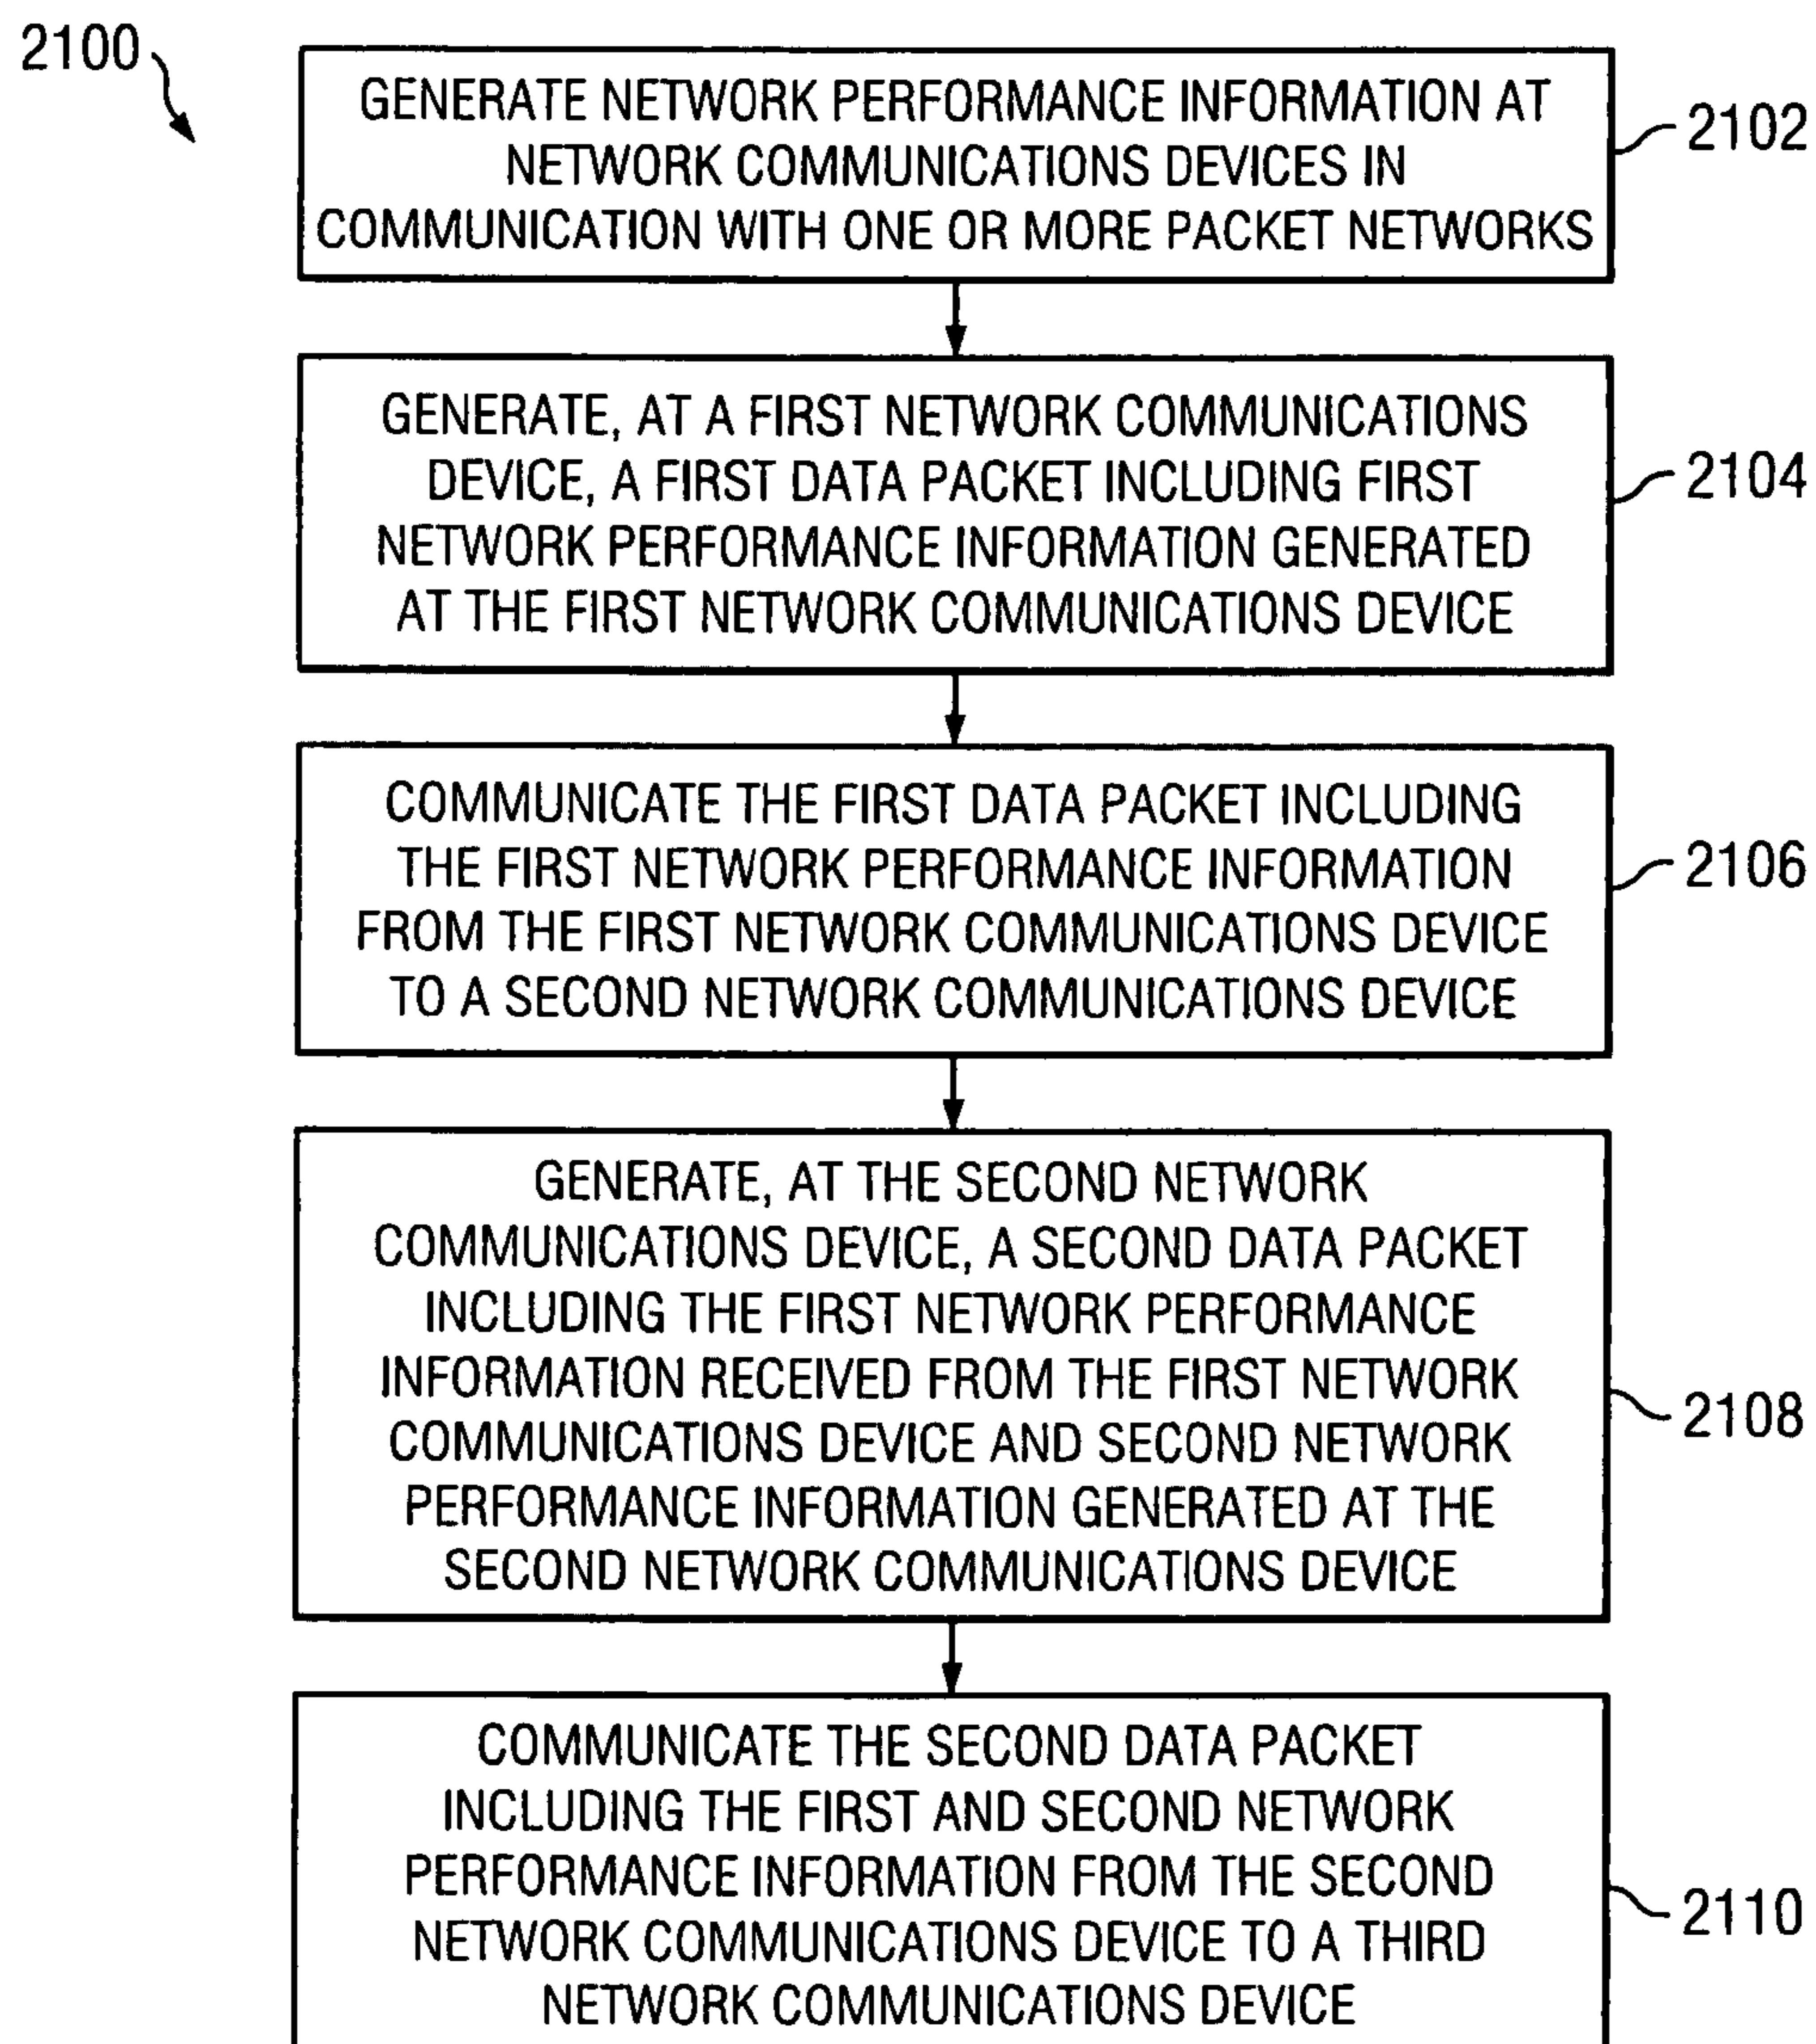 2100
GENERATE NETWORK PERFORMANCE INFORMATION AT
NETWORK COMMUNICATIONS DEVICES IN
COMMUNICATION WITH ONE OR MORE PACKET NETWORKS
2102
GENERATE, AT A FIRST NETWORK COMMUNICATIONS
DEVICE, A FIRST DATA PACKET INCLUDING FIRST
NETWORK PERFORMANCE INFORMATION GENERATED
AT THE FIRST NETWORK COMMUNICATIONS DEVICE
2104
COMMUNICATE THE FIRST DATA PACKET INCLUDING
THE FIRST NETWORK PERFORMANCE INFORMATION
FROM THE FIRST NETWORK COMMUNICATIONS DEVICE
TO A SECOND NETWORK COMMUNICATIONS DEVICE
2106
GENERATE, AT THE SECOND NETWORK
COMMUNICATIONS DEVICE, A SECOND DATA PACKET
INCLUDING THE FIRST NETWORK PERFORMANCE
INFORMATION RECEIVED FROM THE FIRST NETWORK
COMMUNICATIONS DEVICE AND SECOND NETWORK
PERFORMANCE INFORMATION GENERATED AT THE
SECOND NETWORK COMMUNICATIONS DEVICE
2108
COMMUNICATE THE SECOND DATA PACKET
INCLUDING THE FIRST AND SECOND NETWORK
PERFORMANCE INFORMATION FROM THE SECOND
NETWORK COMMUNICATIONS DEVICE TO A THIRD
NETWORK COMMUNICATIONS DEVICE
2110